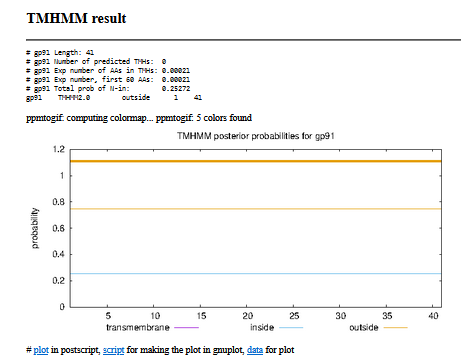 TMHMM result
# gp91 Length: 41
# gp91 Number of predicted TMHs: 0
# gp91 Exp number of AAs in TMHs: 0.00021
# gp91 Exp number, first 60 AAs: 0.00021
# gp91 Total prob of N-in: 0.25272
gp91 TMHMM2.0 outside 1 41
ppmtogif: computing colormap... ppmtogif: 5 colors found
TMHMM posterior probabilities for gp91
1.2
1
0.8
0.6
0.4
0.2
0
probability
5 10 15 20 25 30 35 40
transmembrane inside outside
# plot in postscript, script for making the plot in gnuplot, data for plot